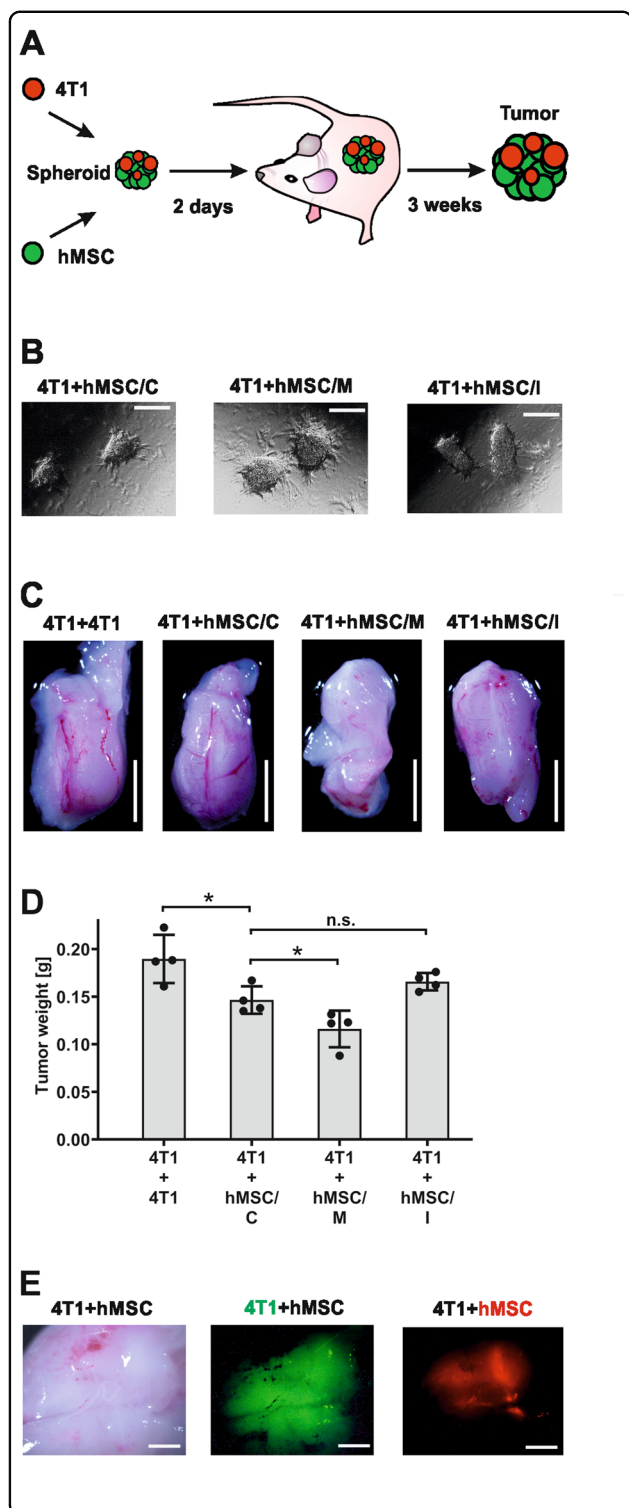 A
4T1
Spheroid
hMSC
2 days
3 weeks
Tumor
B
4T1+hMSC/C 4T1+hMSC/M 4T1+hMSC/I
C
4T1+4T1 4T1+hMSC/C 4T1+hMSC/M 4T1+hMSC/I
D
Tumor weight [g]
0.20
0.15
0.10
0.05
0.00
*
*
n.s.
4T1 4T1 4T1 4T1
+ + + +
4T1 hMSC/ hMSC/ hMSC/
C M I
E
4T1+hMSC 4T1+hMSC 4T1+hMSC